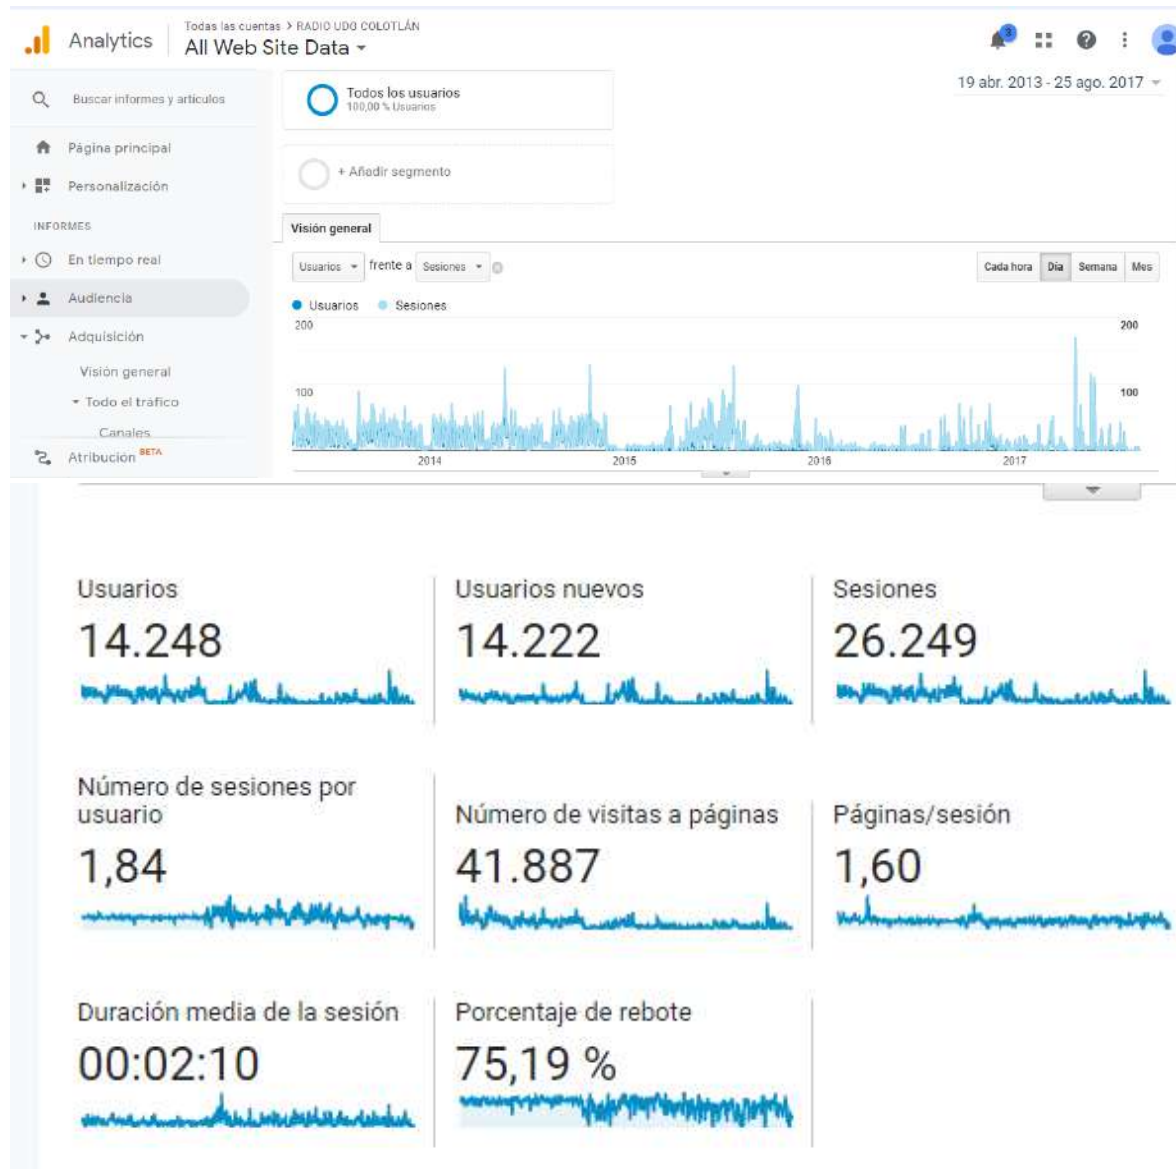 Analytics
Todas las cuentas > RADIO UDG COLOTLÁN
All Web Site Data
3
19 abr. 2013 - 25 ago. 2017
Buscar informes y artículos
Página principal
Personalización
INFORMES
En tiempo real
Audiencia
Adquisición
Visión general
Todo el tráfico
Canales
Atribución BETA
Todos los usuarios
100,00 % Usuarios
+ Añadir segmento
Visión general
Usuarios frente a Sesiones
Cada hora Día Semana Mes
Usuarios Sesiones
200 200
100 100
2014 2015 2016 2017
Usuarios
14.248
Usuarios nuevos
14.222
Sesiones
26.249
Número de sesiones por
usuario
1,84
Número de visitas a páginas
41.887
Páginas/sesión
1,60
Duración media de la sesión
00:02:10
Porcentaje de rebote
75,19 %